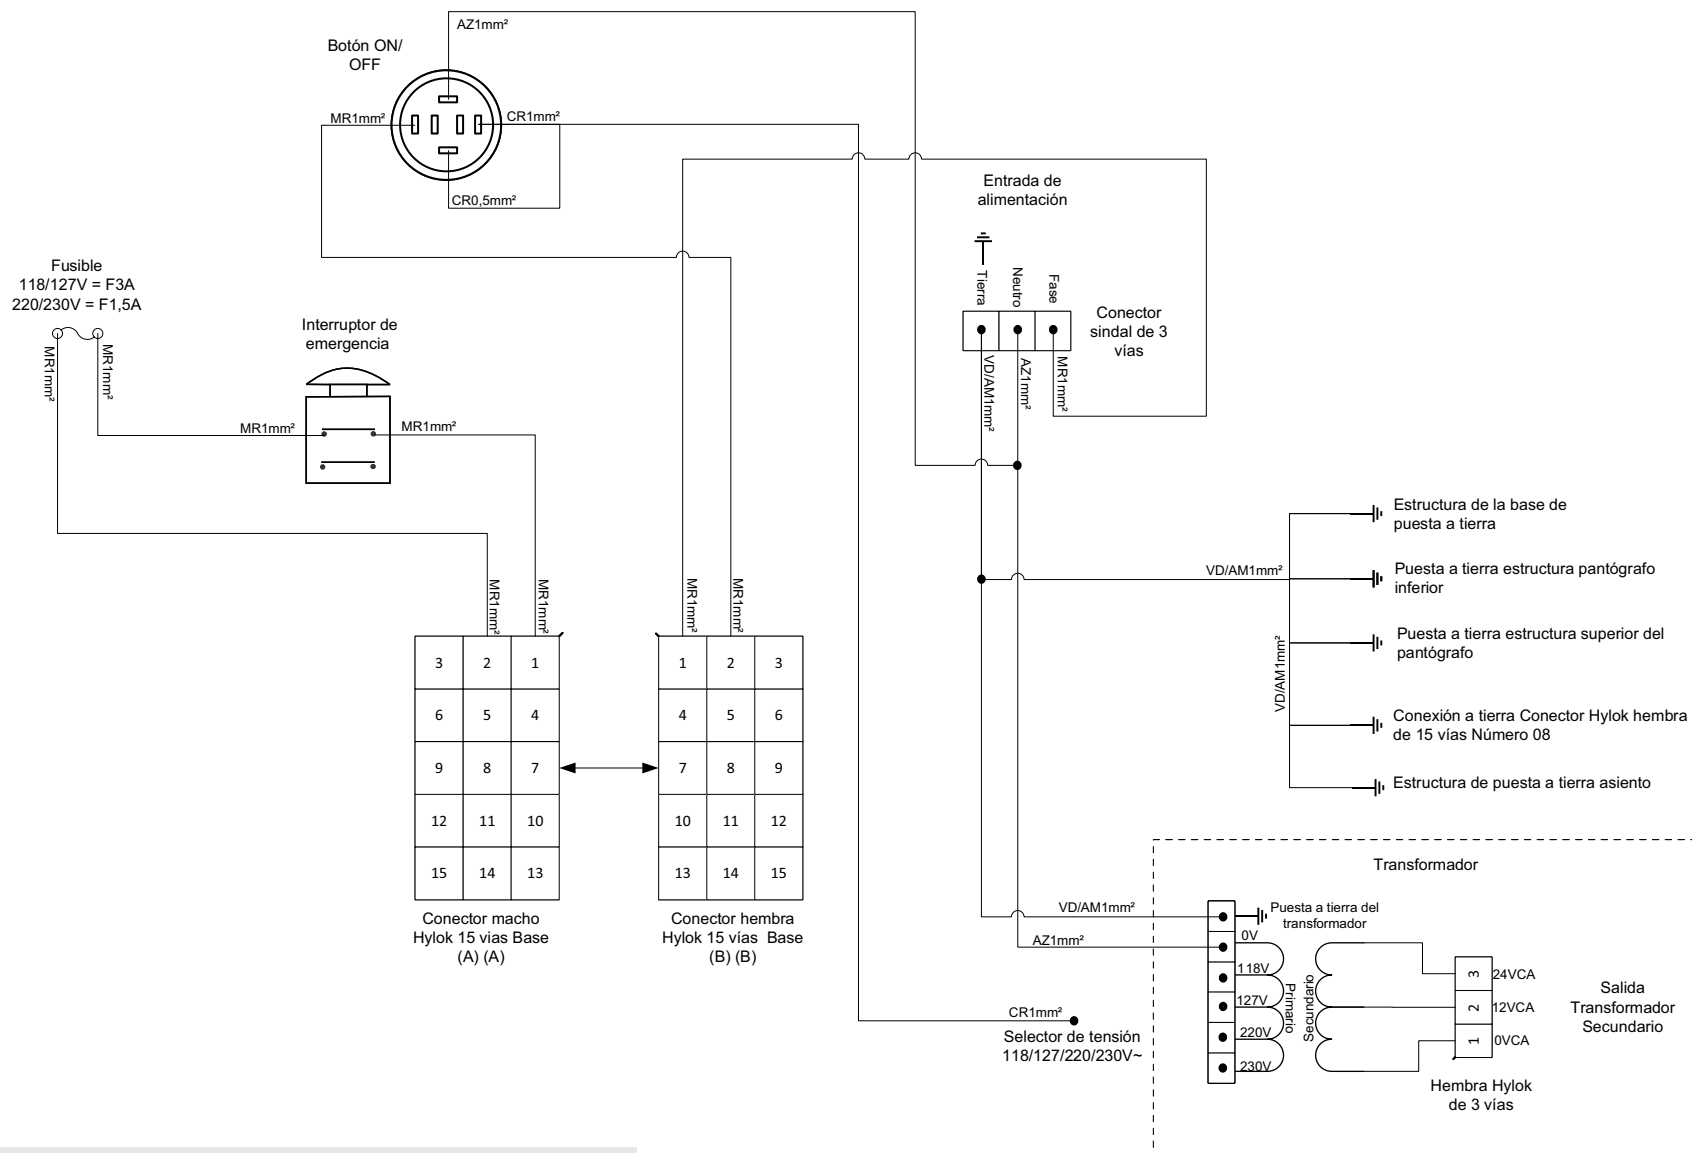 AZ1mm²
Botón ON/
OFF
MR1mm²
CR1mm²
CR0,5mm²
Entrada de
alimentación
Tierra
Neutro
Fase
Conector
sindal de 3
vías
VD/AM1mm²
AZ1mm²
MR1mm²
Fusible
118/127V = F3A
220/230V = F1,5A
MR1mm²
MR1mm²
Interruptor de
emergencia
MR1mm²
MR1mm²
MR1mm²
MR1mm²
MR1mm²
MR1mm²
3 2 1
6 5 4
9 8 7
12 11 10
15 14 13
Conector macho
Hylok 15 vias Base
(A) (A)
1 2 3
4 5 6
7 8 9
10 11 12
13 14 15
Conector hembra
Hylok 15 vías Base
(B) (B)
VD/AM1mm²
VD/AM1mm²
Estructura de la base de
puesta a tierra
Puesta a tierra estructura pantógrafo
inferior
Puesta a tierra estructura superior del
pantógrafo
Conexión a tierra Conector Hylok hembra
de 15 vías Número 08
Estructura de puesta a tierra asiento
Transformador
VD/AM1mm²
AZ1mm²
Puesta a tierra del
transformador
0V
118V
127V
220V
230V
Primario
Secundario
3
2
1
24VCA
12VCA
0VCA
Salida
Transformador
Secundario
Hembra Hylok
de 3 vías
CR1mm²
Selector de tensión
118/127/220/230V~